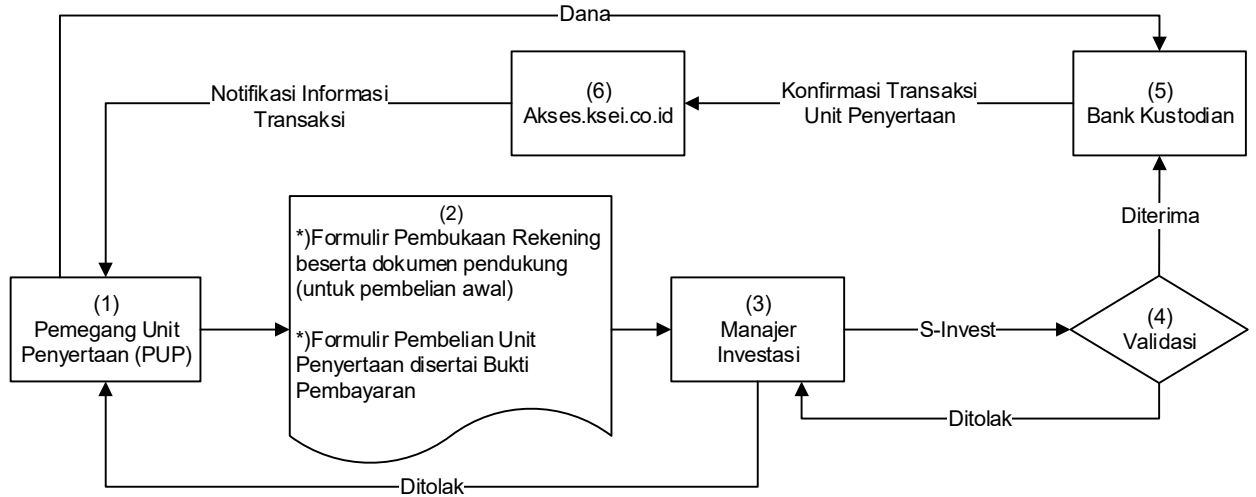 Dana
(6)
Akses.ksei.co.id
(5)
Bank Kustodian
Notifikasi Informasi
Transaksi
Konfirmasi Transaksi
Unit Penyertaan
(2)
*)Formulir Pembukaan Rekening
beserta dokumen pendukung
(untuk pembelian awal)
*)Formulir Pembelian Unit
Penyertaan disertai Bukti
Pembayaran
Diterima
(1)
Pemegang Unit
Penyertaan (PUP)
(3)
Manajer
Investasi
S-Invest
(4)
Validasi
Ditolak
Ditolak